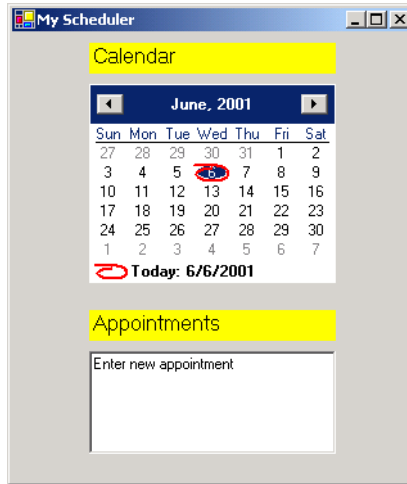 My Scheduler
Calendar
June, 2001
Sun Mon Tue Wed Thu Fri Sat
27 28 29 30 31 1 2
3 4 5 6 7 8 9
10 11 12 13 14 15 16
17 18 19 20 21 22 23
24 25 26 27 28 29 30
1 2 3 4 5 6 7
Today: 6/6/2001
Appointments
Enter new appointment